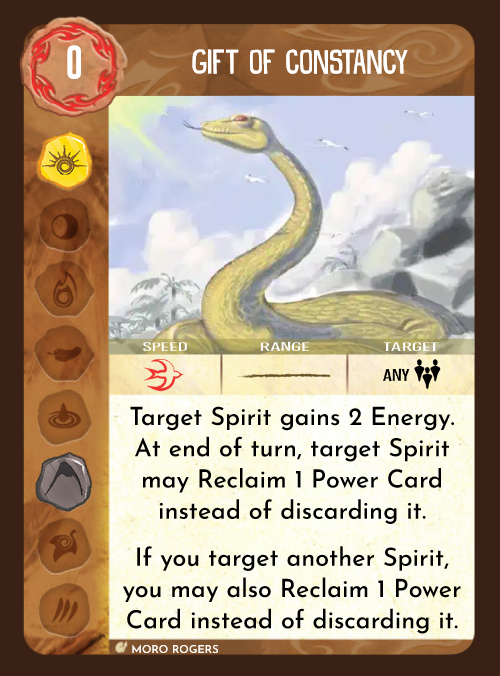 0
GIFT OF CONSTANCY
SPEED RANGE TARGET
ANY
Target Spirit gains 2 Energy.
At end of turn, target Spirit
may Reclaim 1 Power Card
instead of discarding it.
If you target another Spirit,
you may also Reclaim 1 Power
Card instead of discarding it.
MORO ROGERS